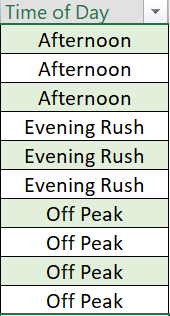 Time of Day
Afternoon
Afternoon
Afternoon
Evening Rush
Evening Rush
Evening Rush
Off Peak
Off Peak
Off Peak
Off Peak